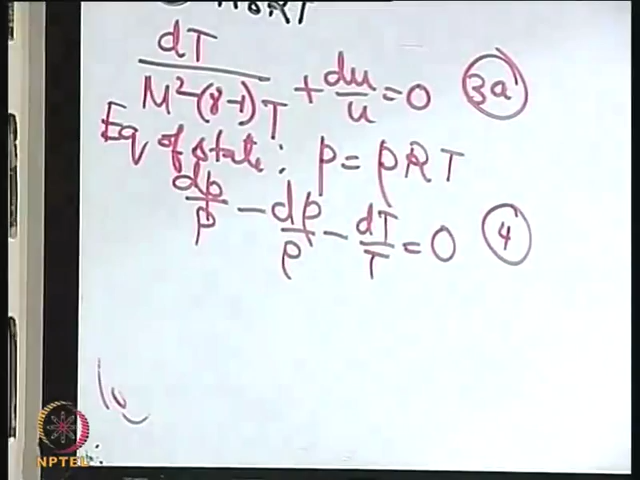 dT / M²-(γ-1)T + du/u = 0 (3a)
Eq of state: p = ρRT
dp/p - dρ/ρ - dT/T = 0 (4)
NPTEL